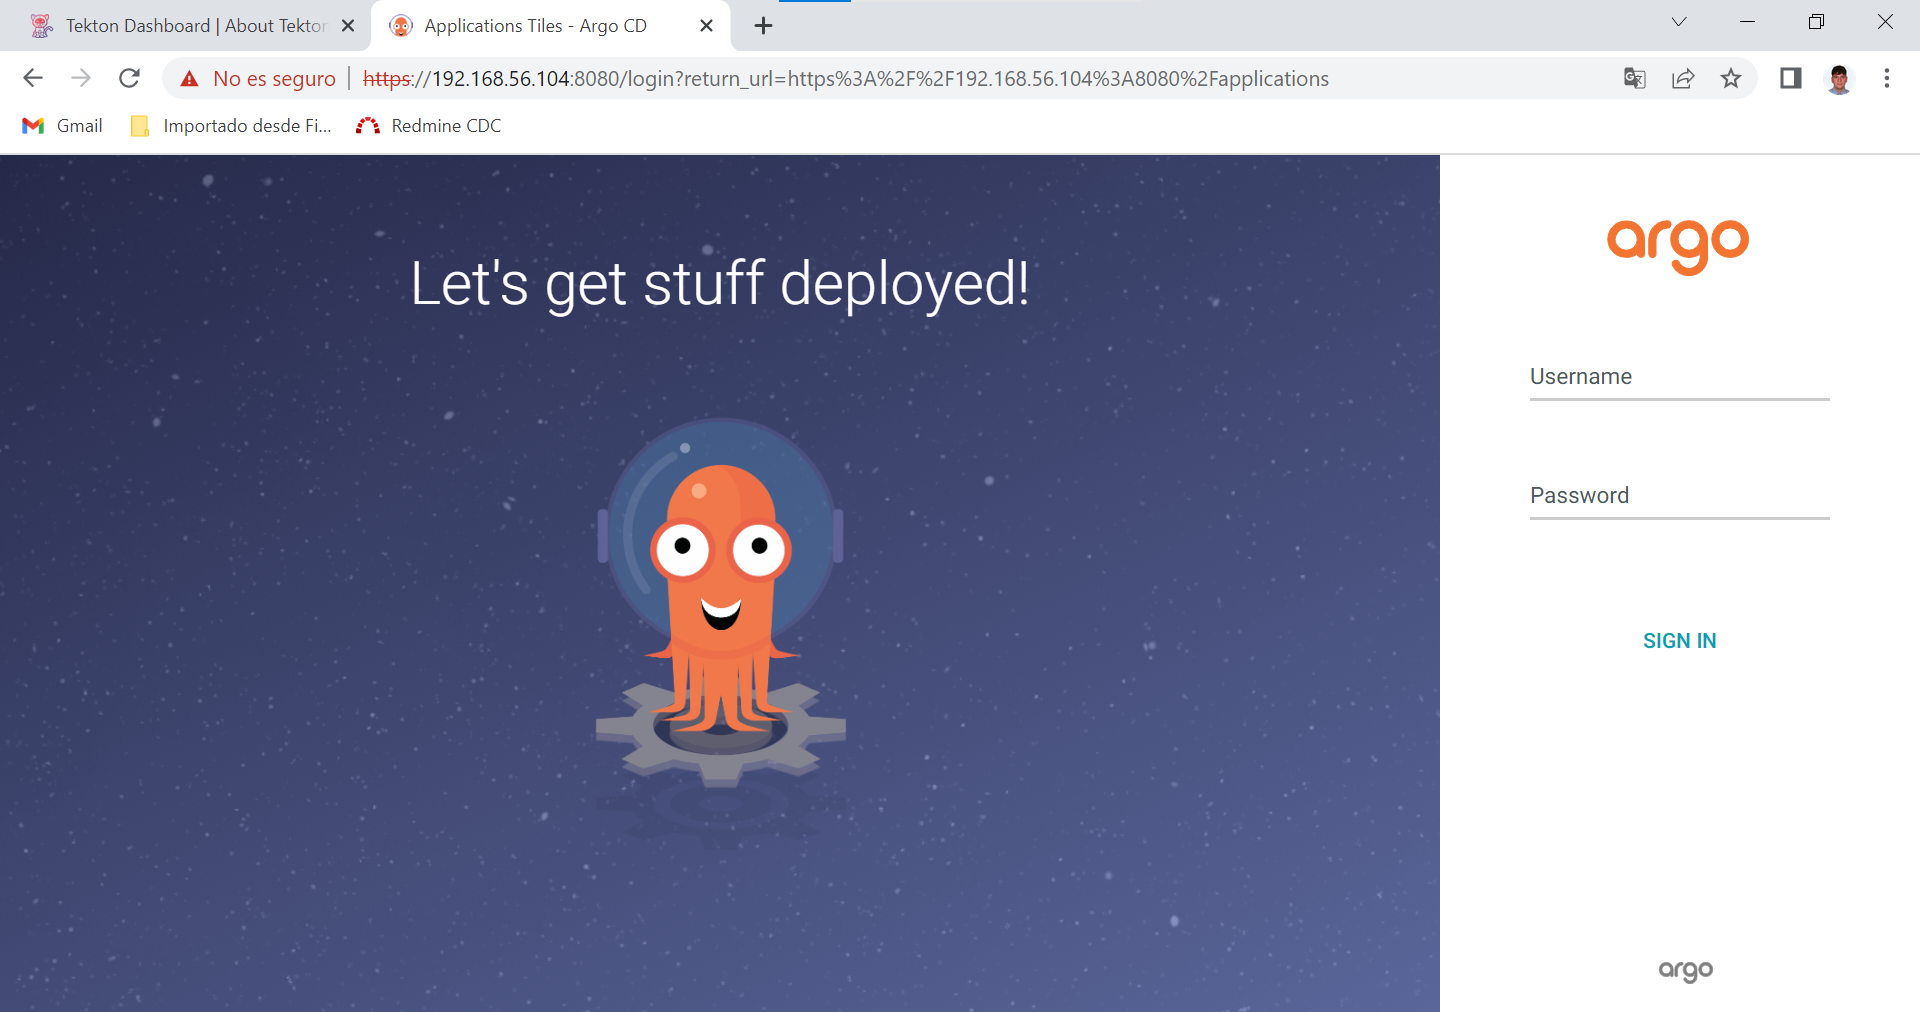 Tekton Dashboard | About Tekton
Applications Tiles - Argo CD
No es seguro | https://192.168.56.104:8080/login?return_url=https%3A%2F%2F192.168.56.104%3A8080%2Fapplications
Gmail
Importado desde Fi...
Redmine CDC
Let's get stuff deployed!
argo
Username
Password
SIGN IN
argo